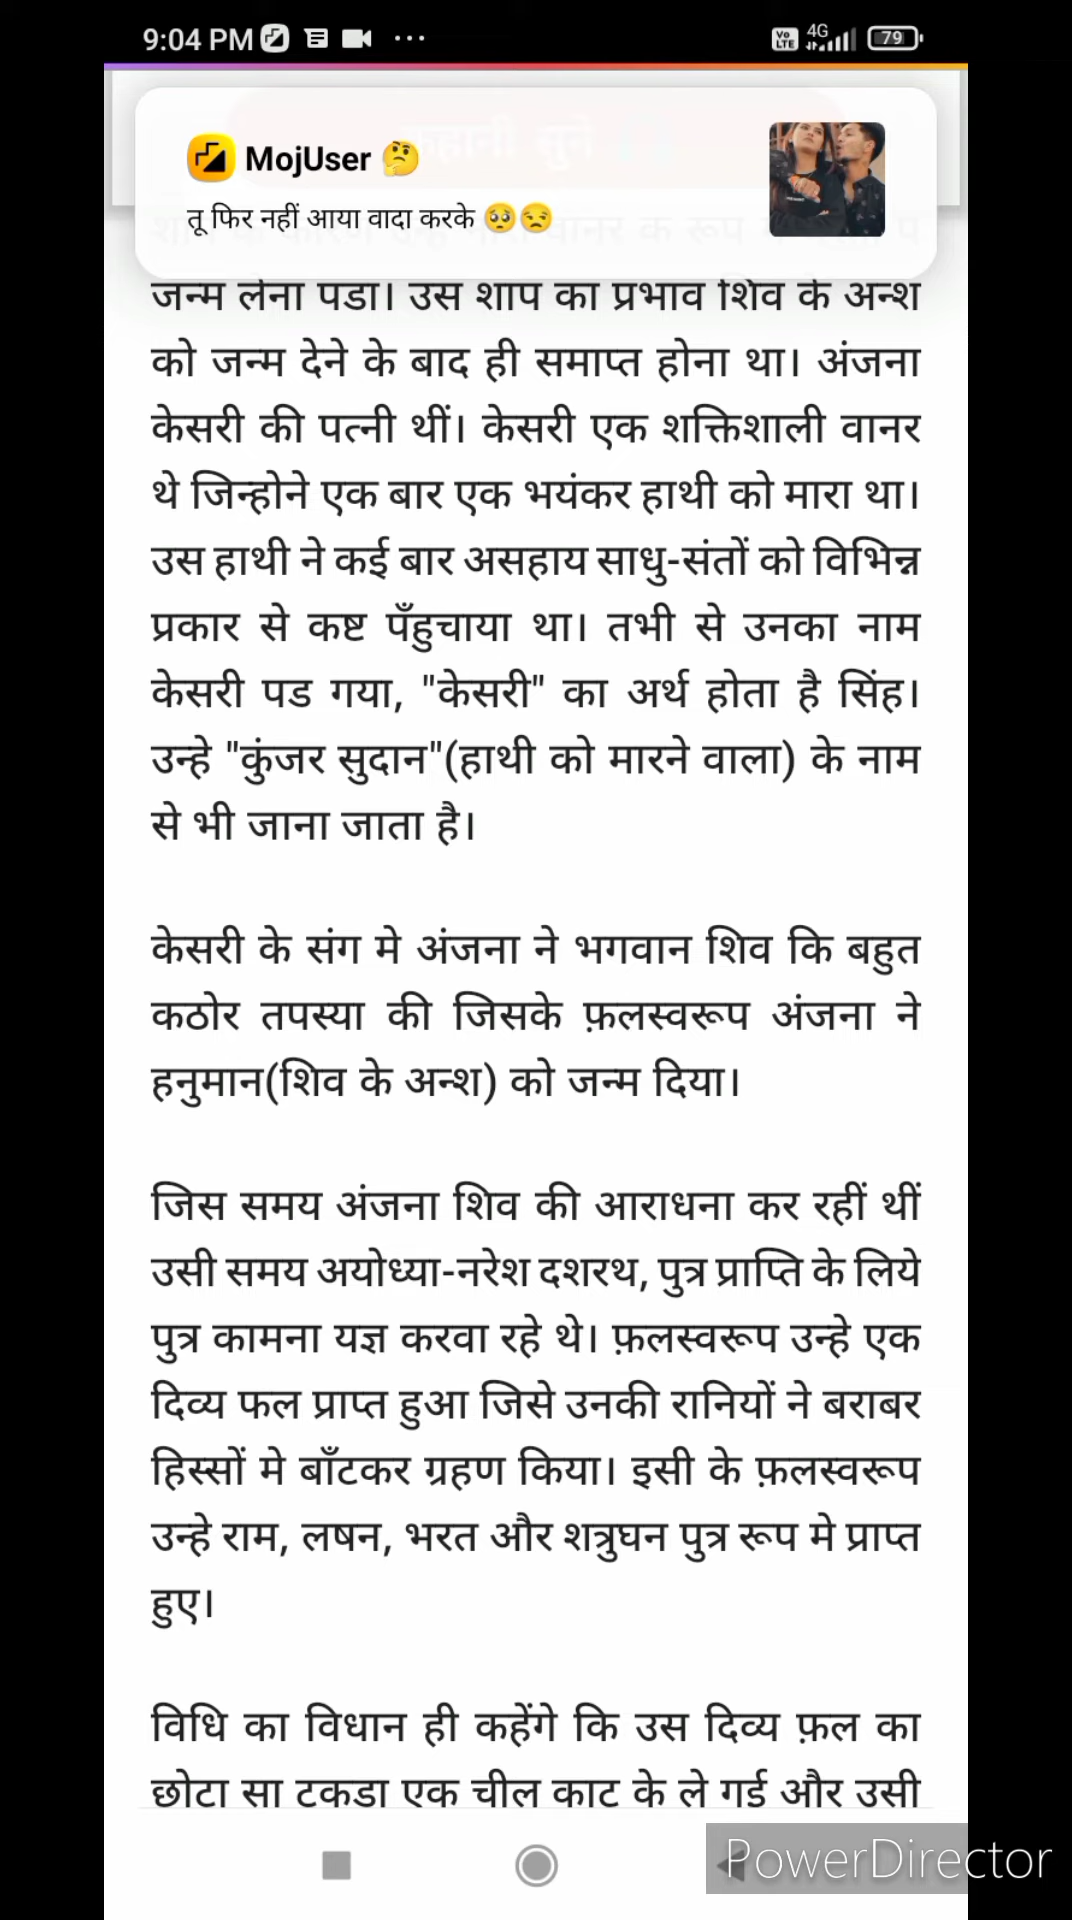 9:04 PM
Vo LTE 4G 79
कहानी सुने
MojUser 🤔
तू फिर नहीं आया वादा करके 🥺😒
जन्म लेना पडा। उस शाप का प्रभाव शिव के अन्श
को जन्म देने के बाद ही समाप्त होना था। अंजना
केसरी की पत्नी थीं। केसरी एक शक्तिशाली वानर
थे जिन्होने एक बार एक भयंकर हाथी को मारा था।
उस हाथी ने कई बार असहाय साधु-संतों को विभिन्न
प्रकार से कष्ट पँहुचाया था। तभी से उनका नाम
केसरी पड गया, "केसरी" का अर्थ होता है सिंह।
उन्हे "कुंजर सुदान"(हाथी को मारने वाला) के नाम
से भी जाना जाता है।
केसरी के संग मे अंजना ने भगवान शिव कि बहुत
कठोर तपस्या की जिसके फ़लस्वरूप अंजना ने
हनुमान(शिव के अन्श) को जन्म दिया।
जिस समय अंजना शिव की आराधना कर रहीं थीं
उसी समय अयोध्या-नरेश दशरथ, पुत्र प्राप्ति के लिये
पुत्र कामना यज्ञ करवा रहे थे। फ़लस्वरूप उन्हे एक
दिव्य फल प्राप्त हुआ जिसे उनकी रानियों ने बराबर
हिस्सों मे बाँटकर ग्रहण किया। इसी के फ़लस्वरूप
उन्हे राम, लषन, भरत और शत्रुघन पुत्र रूप मे प्राप्त
हुए।
विधि का विधान ही कहेंगे कि उस दिव्य फ़ल का
छोटा सा टुकडा एक चील काट के ले गई और उसी
PowerDirector